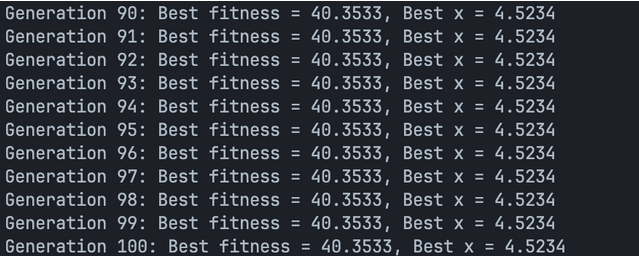 Generation 90: Best fitness = 40.3533, Best x = 4.5234
Generation 91: Best fitness = 40.3533, Best x = 4.5234
Generation 92: Best fitness = 40.3533, Best x = 4.5234
Generation 93: Best fitness = 40.3533, Best x = 4.5234
Generation 94: Best fitness = 40.3533, Best x = 4.5234
Generation 95: Best fitness = 40.3533, Best x = 4.5234
Generation 96: Best fitness = 40.3533, Best x = 4.5234
Generation 97: Best fitness = 40.3533, Best x = 4.5234
Generation 98: Best fitness = 40.3533, Best x = 4.5234
Generation 99: Best fitness = 40.3533, Best x = 4.5234
Generation 100: Best fitness = 40.3533, Best x = 4.5234